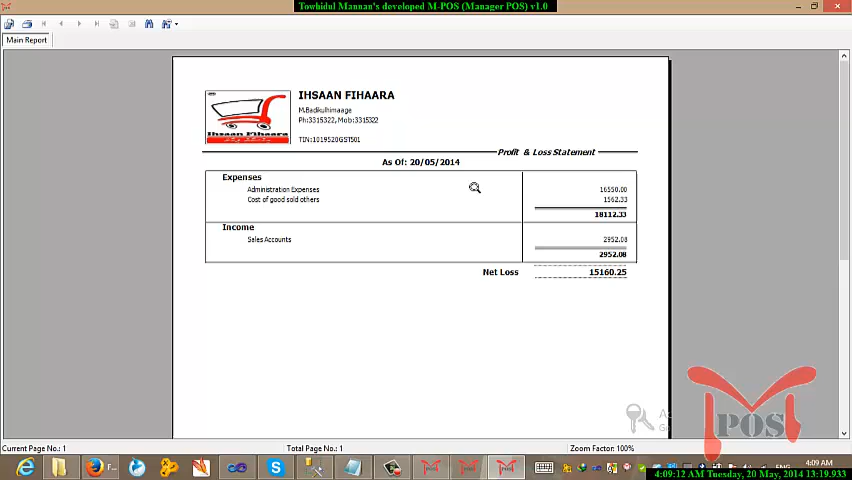 Towhidul Mannan's developed M-POS (Manager POS) v1.0
Main Report
IHSAAN FIHAARA
M.Badikulhimaage
Ph:3315322, Mob:3315322
TIN:1019520GST501
Ihsaan Fihaara
Profit & Loss Statement
As Of: 20/05/2014
Expenses
Administration Expenses 16550.00
Cost of good sold others 1562.33
18112.33
Income
Sales Accounts 2952.08
2952.08
Net Loss 15160.25
POS
Current Page No.: 1 Total Page No.: 1 Zoom Factor: 100%
F...
ENG 4:09 AM
4:09:12 AM Tuesday, 20 May, 2014 13:19.933